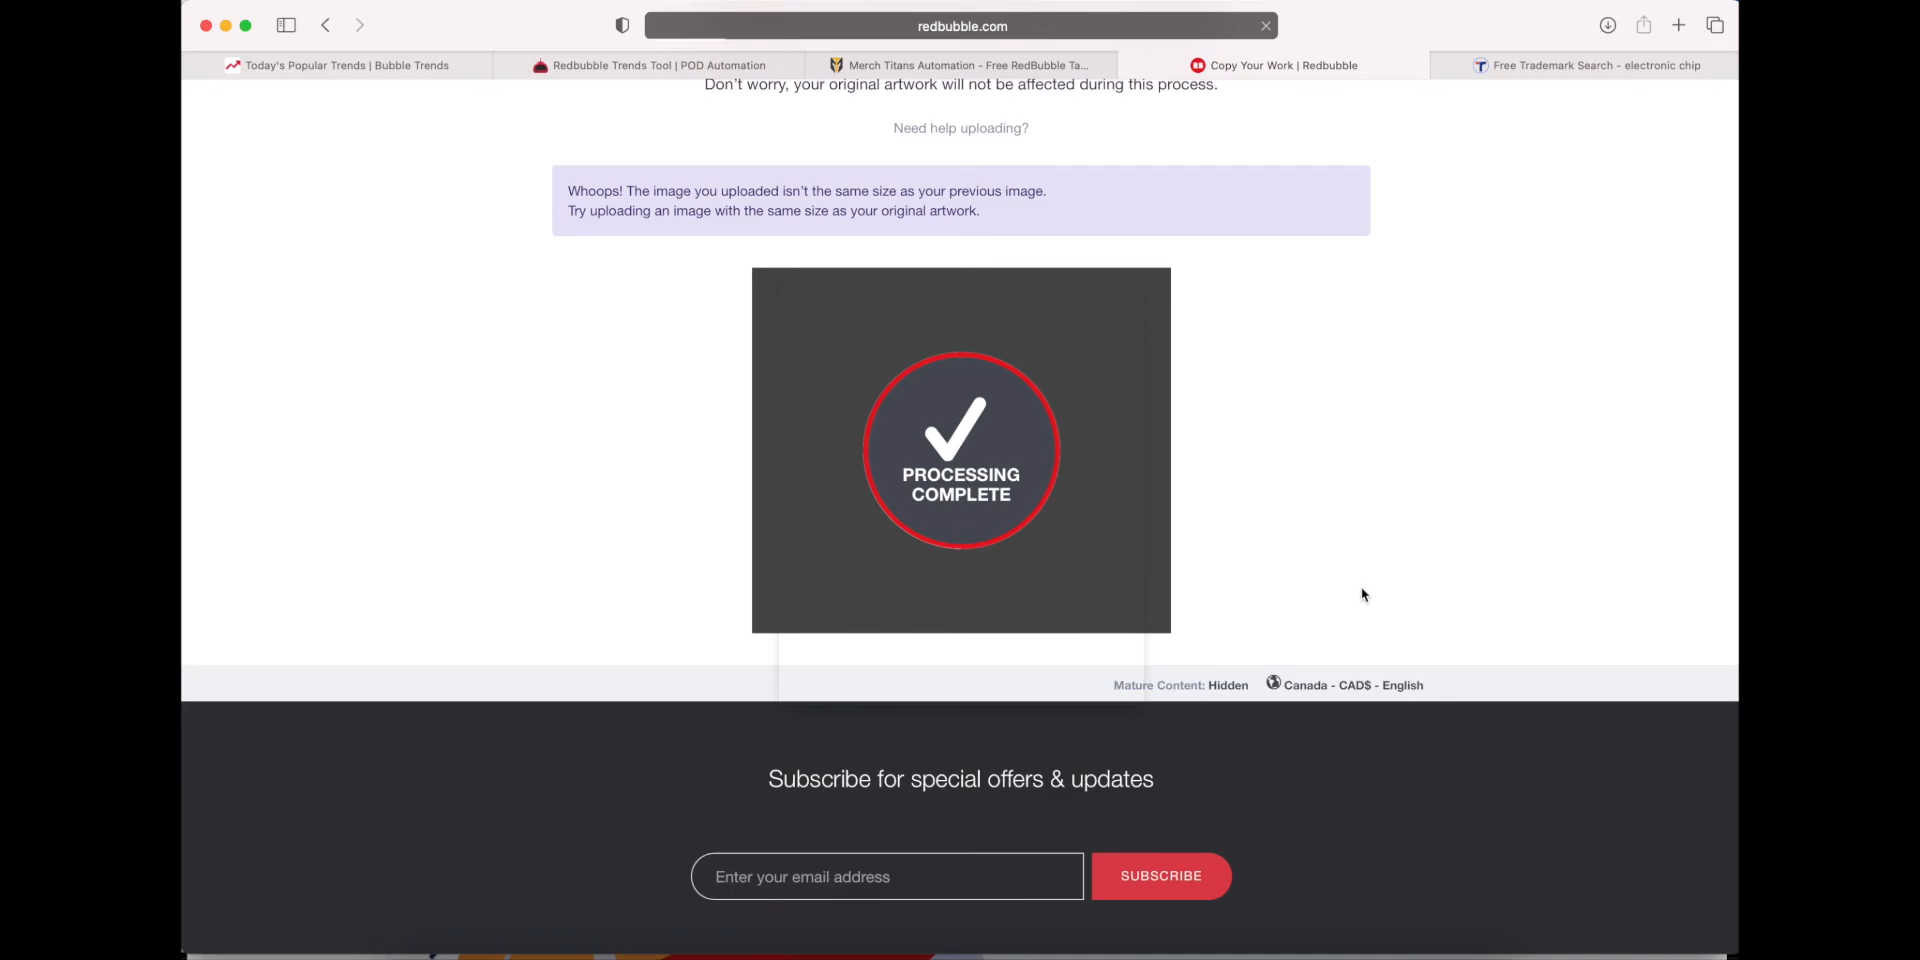 redbubble.com
Today's Popular Trends | Bubble Trends
Redbubble Trends Tool | POD Automation
Merch Titans Automation - Free RedBubble Ta...
Copy Your Work | Redbubble
Free Trademark Search - electronic chip
Don't worry, your original artwork will not be affected during this process.
Need help uploading?
Whoops! The image you uploaded isn't the same size as your previous image.
Try uploading an image with the same size as your original artwork.
PROCESSING
COMPLETE
Mature Content: Hidden
Canada - CAD$ - English
Subscribe for special offers & updates
Enter your email address
SUBSCRIBE